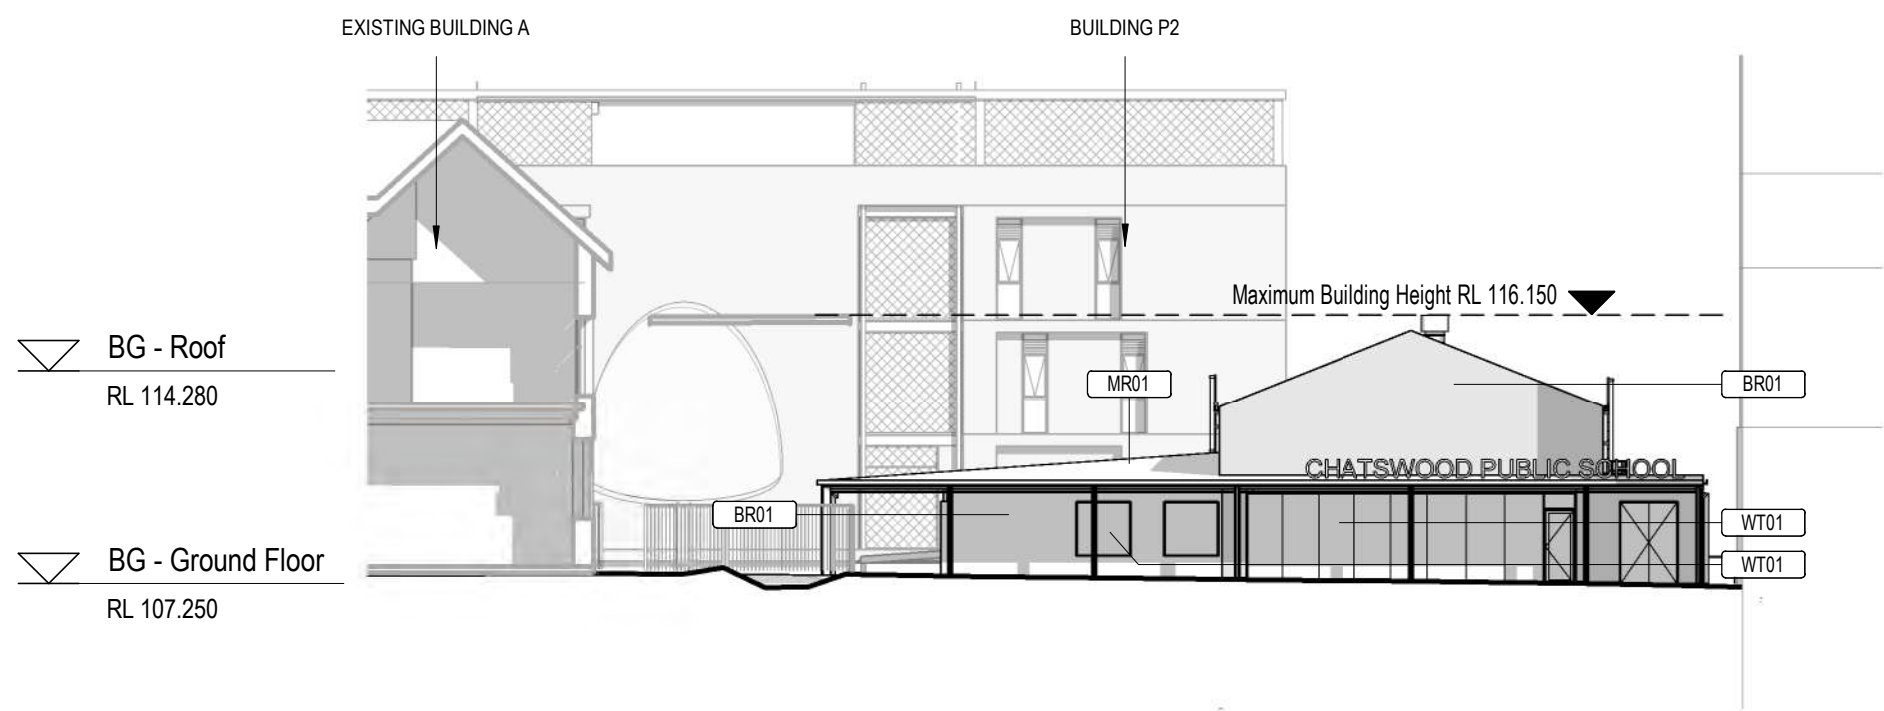 EXISTING BUILDING A
BUILDING P2
Maximum Building Height RL 116.150
BG - Roof
RL 114.280
MR01
BR01
CHATSWOOD PUBLIC SCHOOL
BR01
WT01
BG - Ground Floor
WT01
RL 107.250